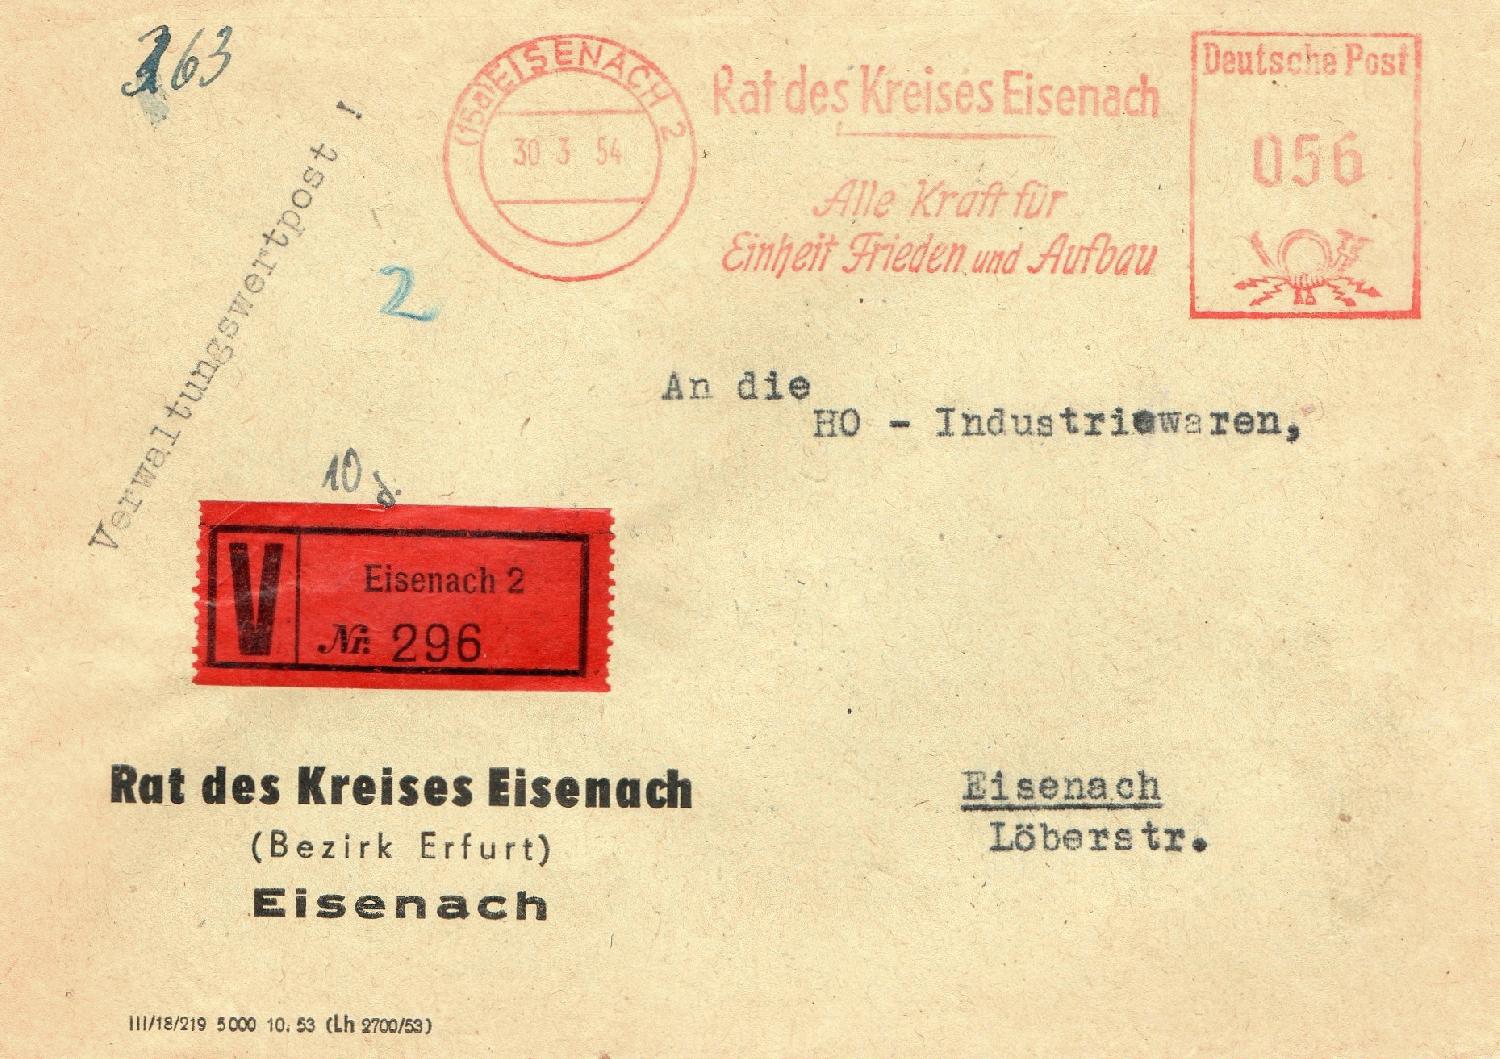 163
(15a) EISENACH 2
30 3 54
Rat des Kreises Eisenach
Alle Kraft für
Einheit Frieden und Aufbau
Deutsche Post
056
Verwaltungswertpost !
2
An die
HO - Industriewaren,
10
V
Eisenach 2
Nr. 296
Rat des Kreises Eisenach
(Bezirk Erfurt)
Eisenach
Eisenach
Löberstr.
III/18/219 5000 10. 53 (Lh 2700/53)